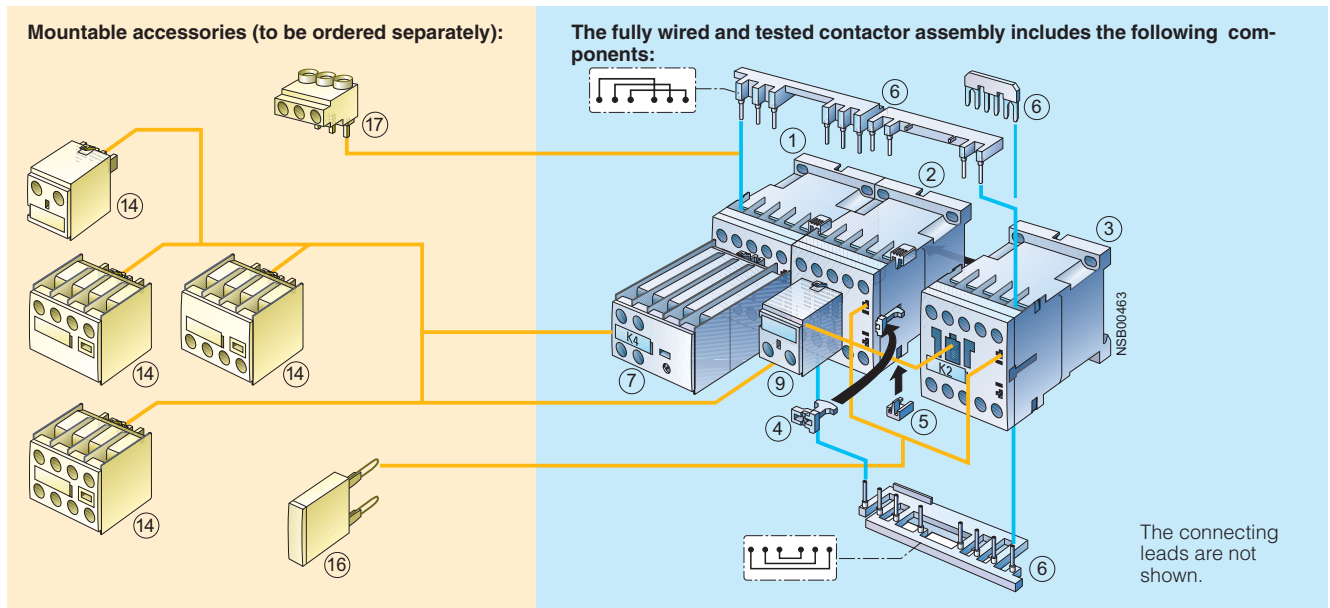 Mountable accessories (to be ordered separately):
The fully wired and tested contactor assembly includes the following com-
ponents:
17
6
6
1
2
3
14
14
14
14
16
K4
7
9
K2
4
5
6
NSB00463
The connecting
leads are not
shown.